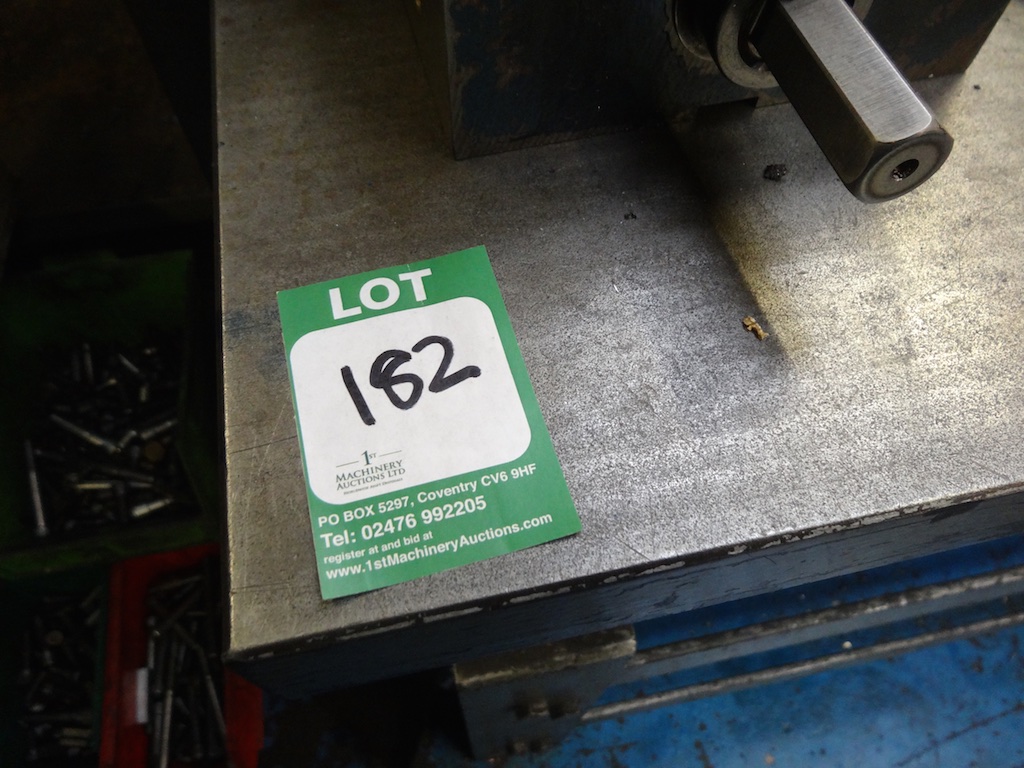 LOT
182
1ST
MACHINERY
AUCTIONS LTD
PO BOX 5297, Coventry CV6 9HF
Tel: 02476 992205
register at and bid at
www.1stMachineryAuctions.com